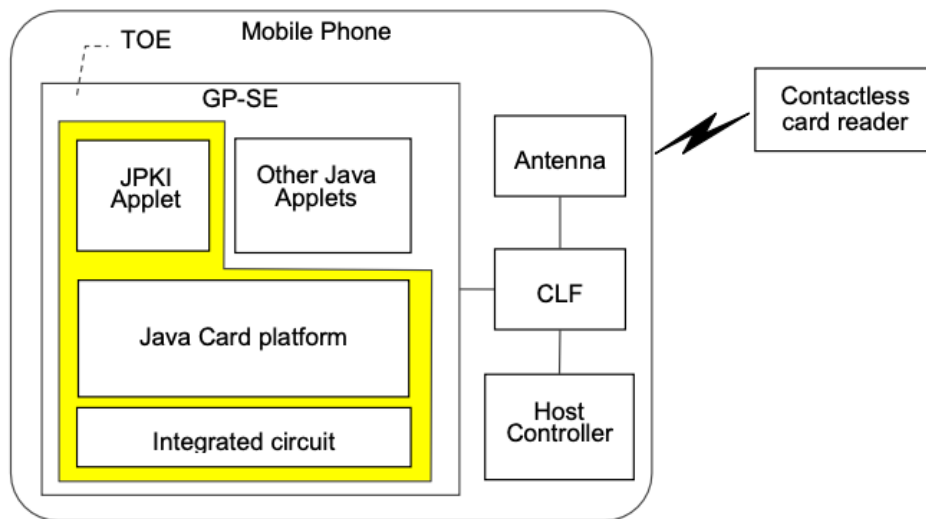 TOE
Mobile Phone
GP-SE
JPKI
Applet
Other Java
Applets
Java Card platform
Integrated circuit
Antenna
CLF
Host
Controller
Contactless
card reader